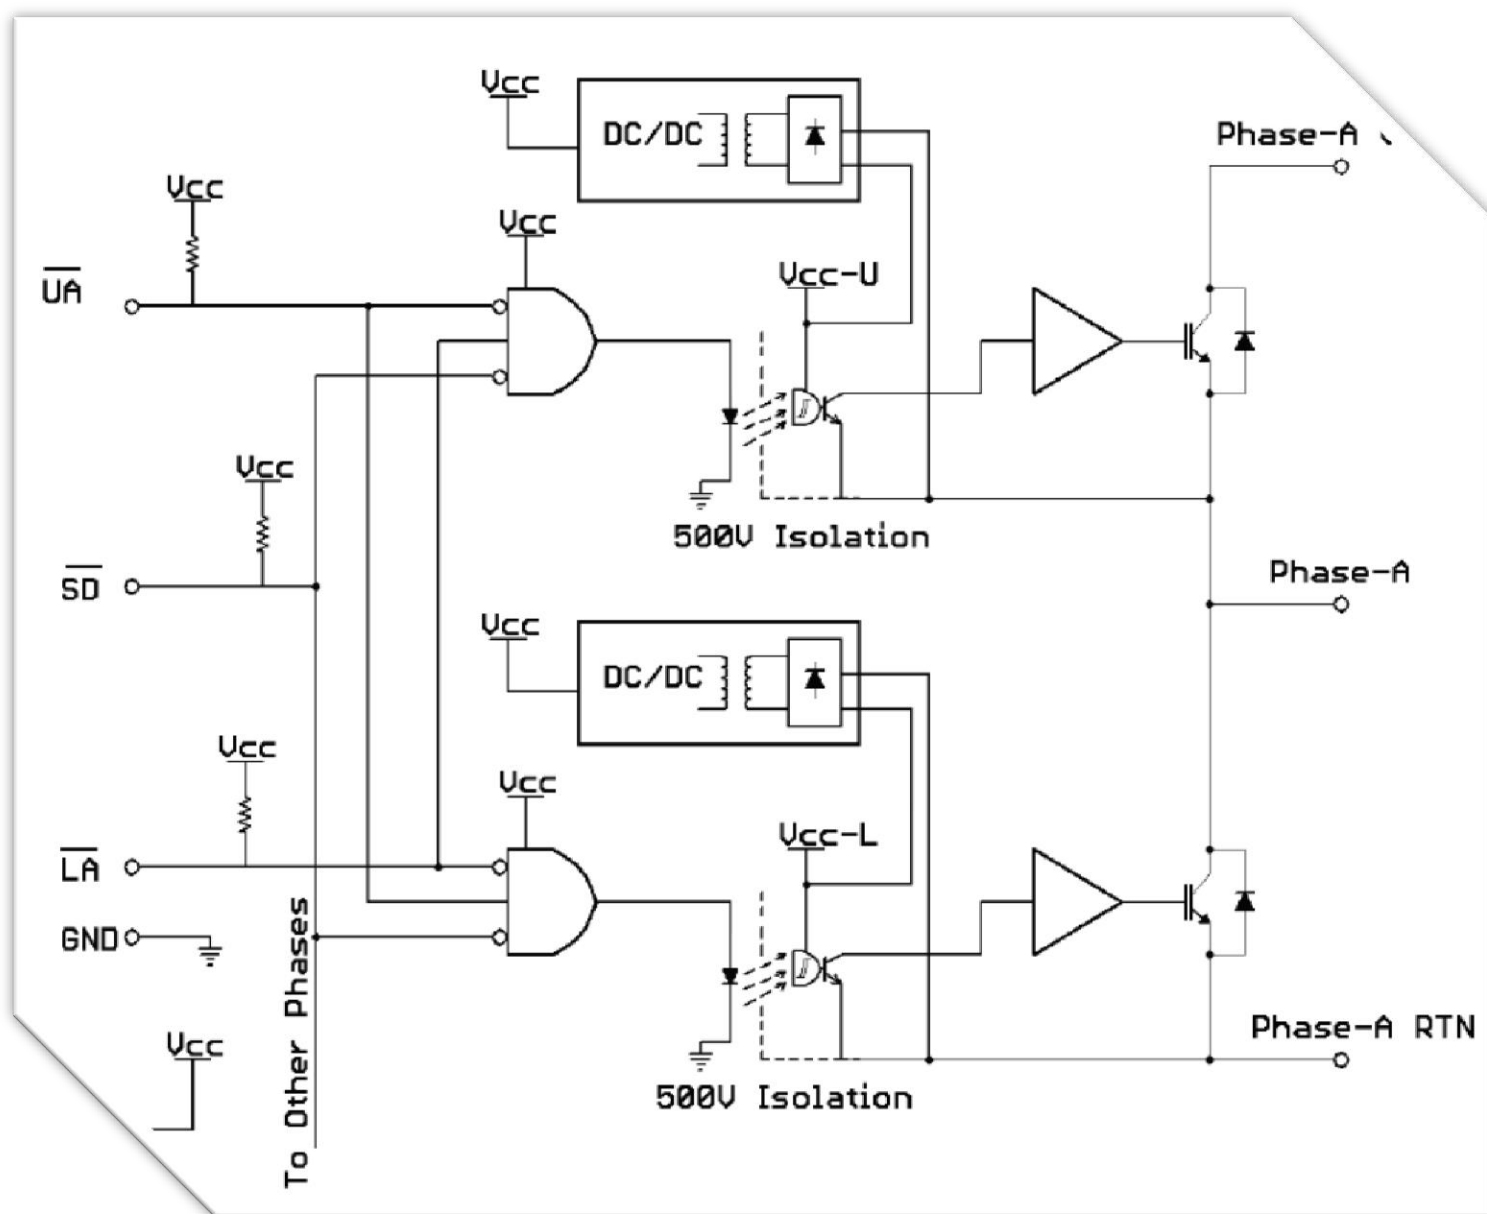 Vcc
DC/DC
Phase-A
Vcc
Vcc
UA
Vcc-U
Vcc
500V Isolation
SD
Phase-A
Vcc
DC/DC
Vcc
Vcc
Vcc-L
LA
GND
Phase-A RTN
Vcc
500V Isolation
To Other Phases